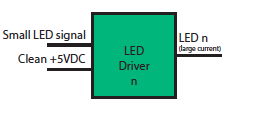 Small LED signal
Clean +5VDC
LED
Driver
n
LED n
(large current)